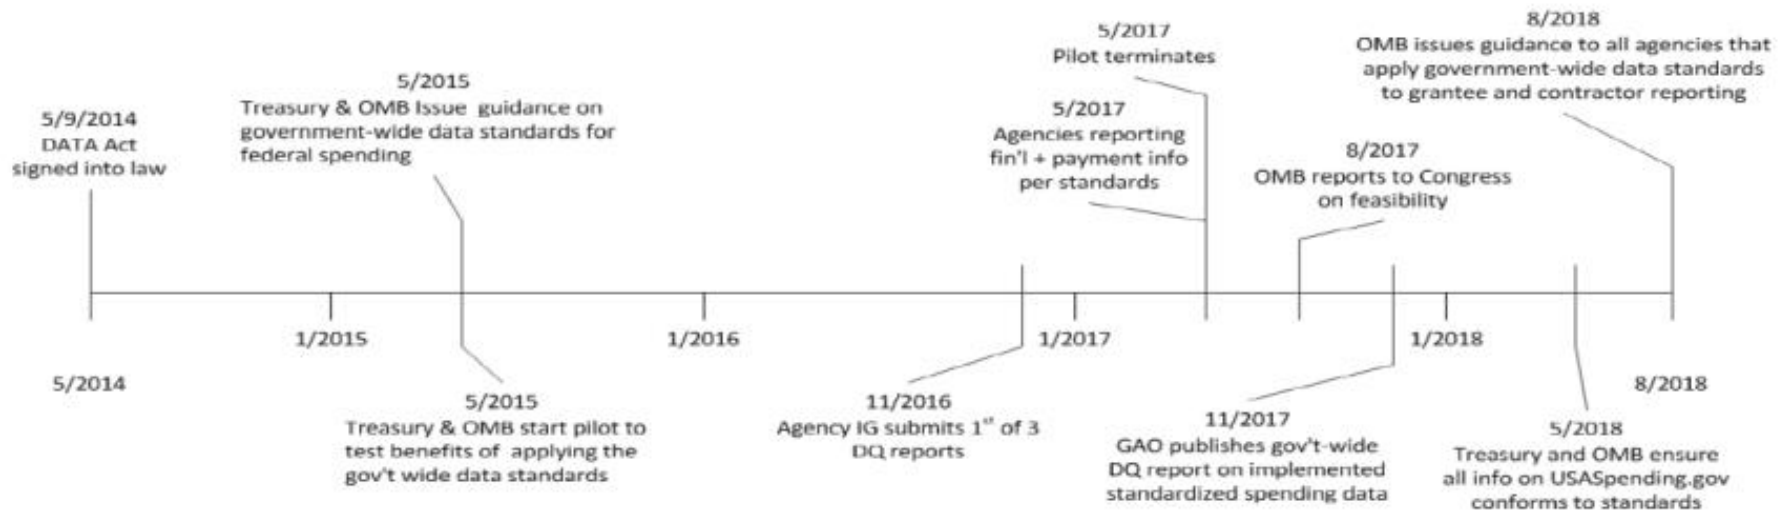 5/9/2014
DATA Act
signed into law
5/2015
Treasury & OMB Issue guidance on
government-wide data standards for
federal spending
5/2017
Pilot terminates
5/2017
Agencies reporting
fin'l + payment info
per standards
8/2017
OMB reports to Congress
on feasibility
8/2018
OMB issues guidance to all agencies that
apply government-wide data standards
to grantee and contractor reporting
5/2014
1/2015
1/2016
1/2017
1/2018
8/2018
5/2015
Treasury & OMB start pilot to
test benefits of applying the
gov't wide data standards
11/2016
Agency IG submits 1st of 3
DQ reports
11/2017
GAO publishes gov't-wide
DQ report on implemented
standardized spending data
5/2018
Treasury and OMB ensure
all info on USASpending.gov
conforms to standards